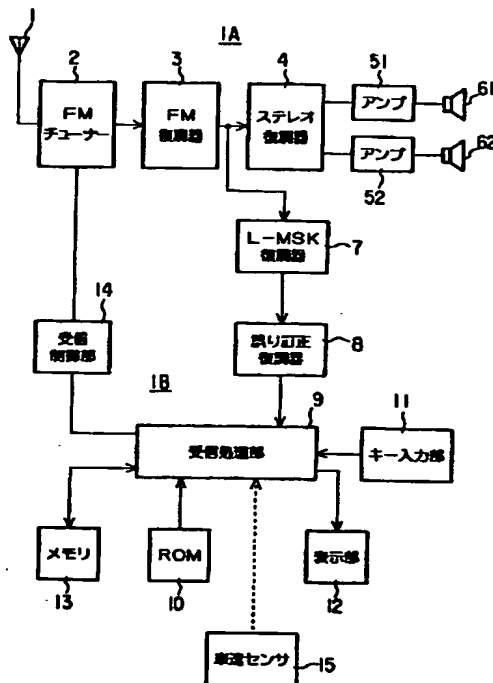 1
1A
2
3
4
51
61
FM
チューナー
FM
復調器
ステレオ
復調器
アンプ
アンプ
62
52
L-MSK
復調器
7
14
受信
制御部
誤り訂正
復調器
8
1B
9
11
受信処理部
キー入力部
メモリ
ROM
表示部
13
10
12
車速センサ
15